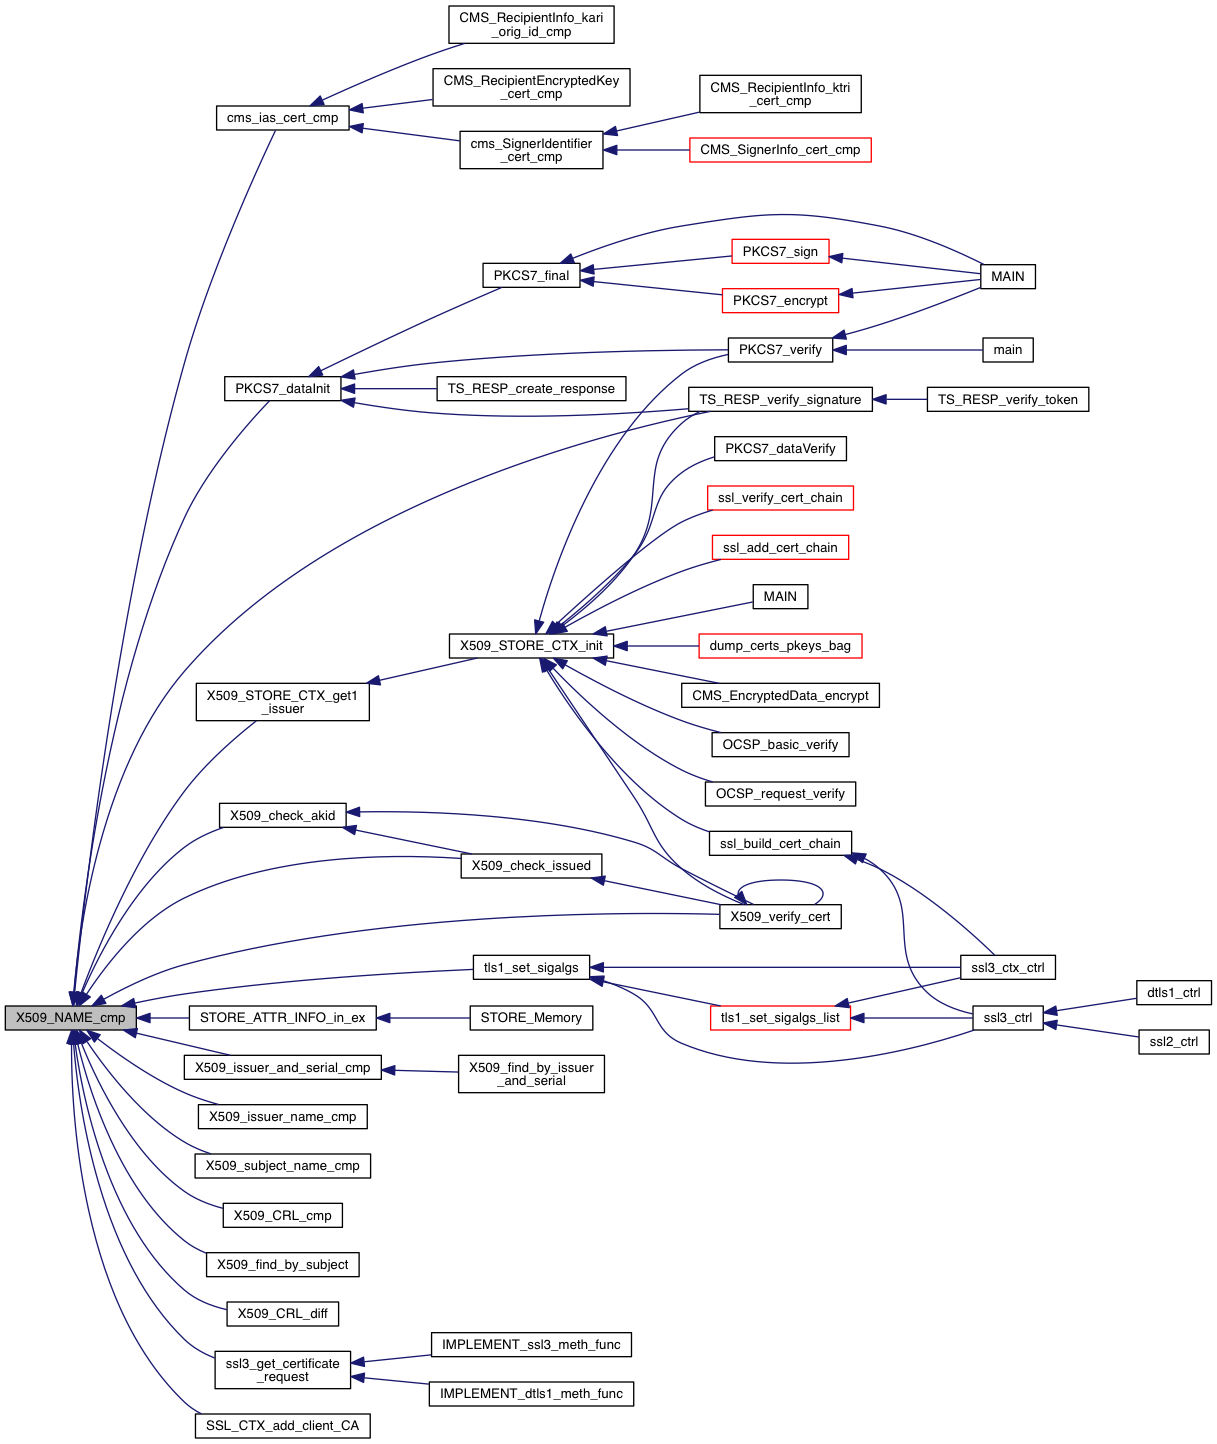 CMS_RecipientInfo_kari
_orig_id_cmp
CMS_RecipientEncryptedKey
_cert_cmp
CMS_RecipientInfo_ktri
_cert_cmp
cms_ias_cert_cmp
cms_SignerIdentifier
_cert_cmp
CMS_SignerInfo_cert_cmp
PKCS7_sign
PKCS7_final
MAIN
PKCS7_encrypt
PKCS7_verify
main
PKCS7_dataInit
TS_RESP_create_response
TS_RESP_verify_signature
TS_RESP_verify_token
PKCS7_dataVerify
ssl_verify_cert_chain
ssl_add_cert_chain
MAIN
X509_STORE_CTX_init
dump_certs_pkeys_bag
X509_STORE_CTX_get1
_issuer
CMS_EncryptedData_encrypt
OCSP_basic_verify
OCSP_request_verify
X509_check_akid
ssl_build_cert_chain
X509_check_issued
X509_verify_cert
tls1_set_sigalgs
ssl3_ctx_ctrl
dtls1_ctrl
X509_NAME_cmp
STORE_ATTR_INFO_in_ex
STORE_Memory
tls1_set_sigalgs_list
ssl3_ctrl
ssl2_ctrl
X509_issuer_and_serial_cmp
X509_find_by_issuer
_and_serial
X509_issuer_name_cmp
X509_subject_name_cmp
X509_CRL_cmp
X509_find_by_subject
X509_CRL_diff
IMPLEMENT_ssl3_meth_func
ssl3_get_certificate
_request
IMPLEMENT_dtls1_meth_func
SSL_CTX_add_client_CA